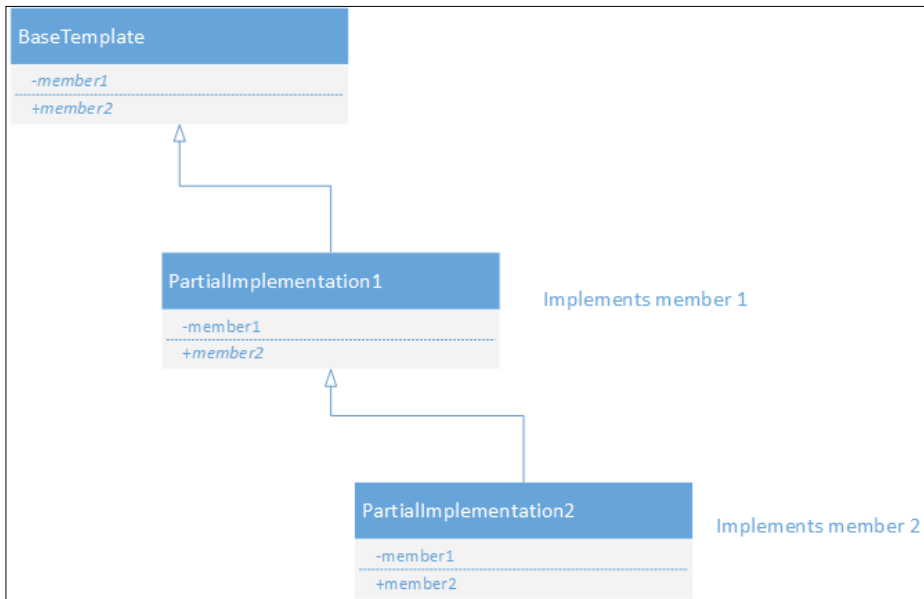 BaseTemplate
-member1
+member2
PartialImplementation1
Implements member 1
-member1
+member2
PartialImplementation2
Implements member 2
-member1
+member2